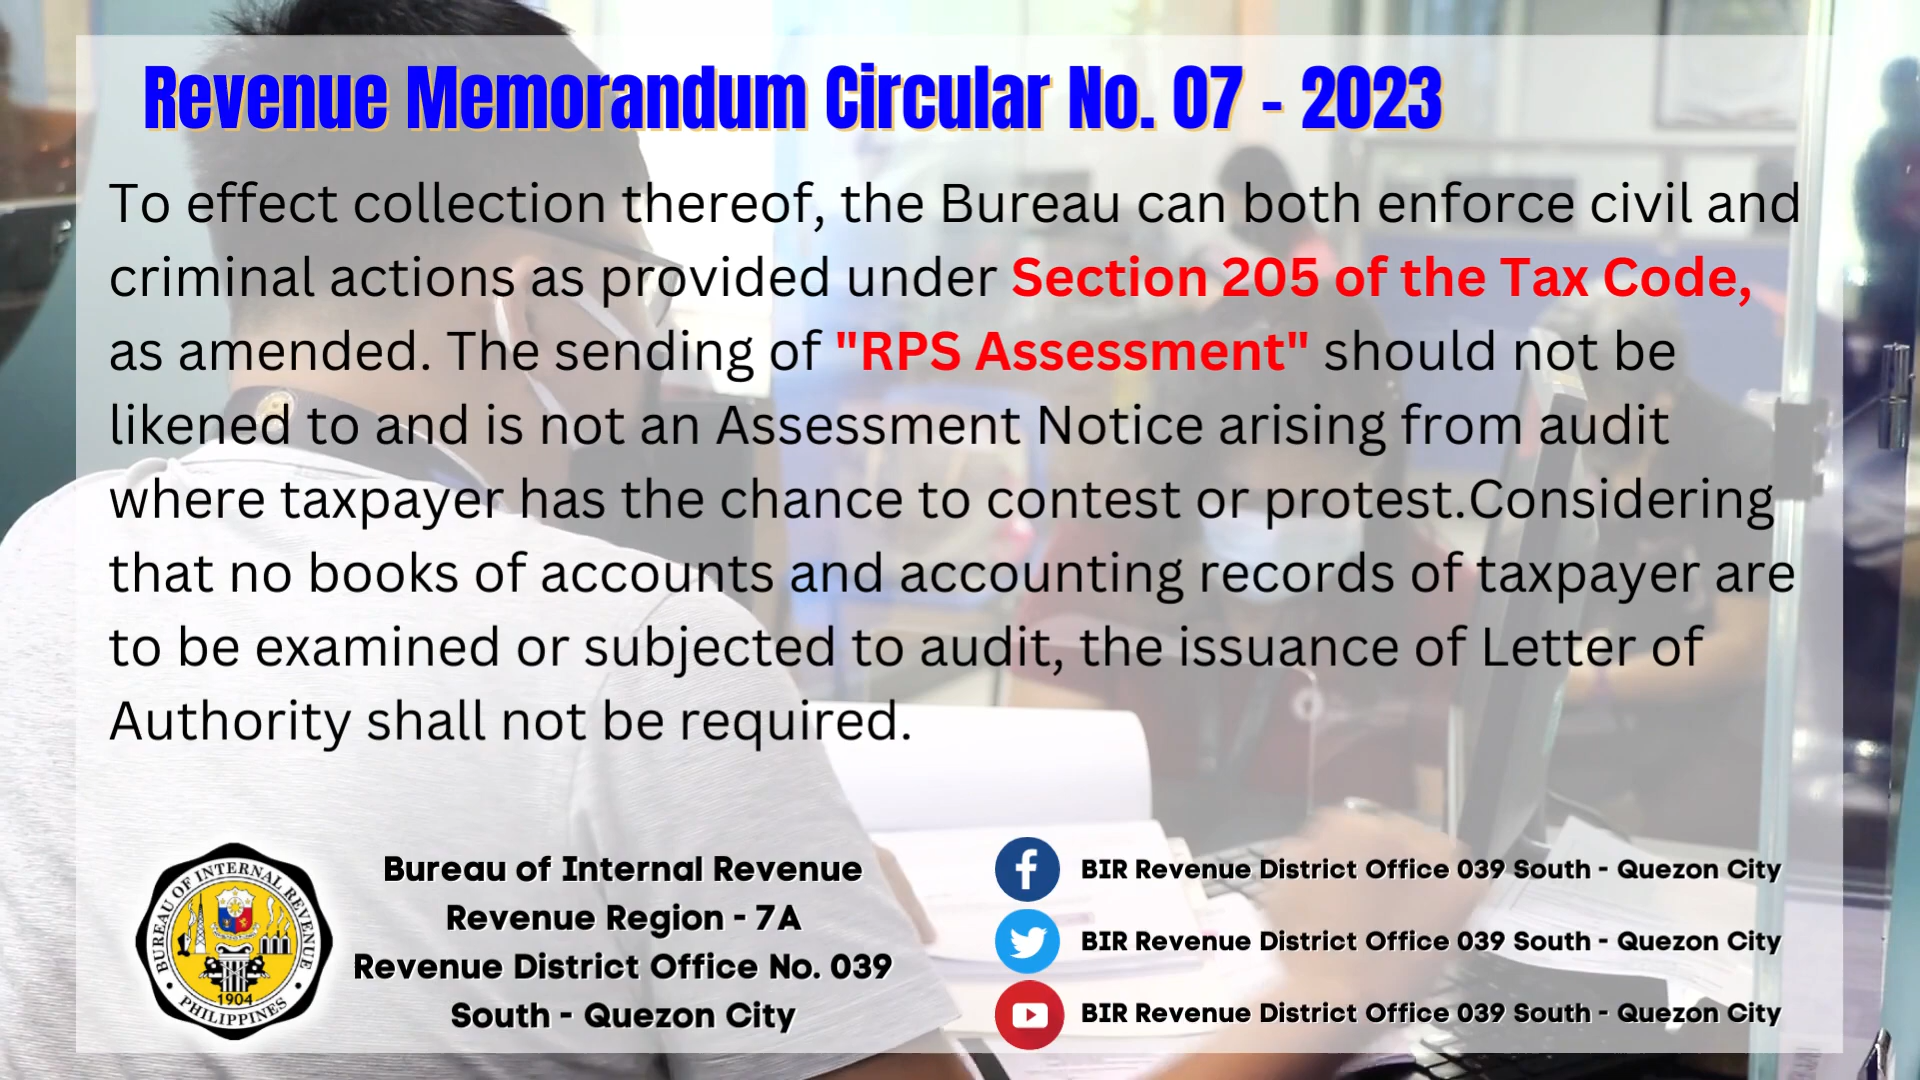 Revenue Memorandum Circular No. 07 - 2023
To effect collection thereof, the Bureau can both enforce civil and
criminal actions as provided under Section 205 of the Tax Code,
as amended. The sending of "RPS Assessment" should not be
likened to and is not an Assessment Notice arising from audit
where taxpayer has the chance to contest or protest.Considering
that no books of accounts and accounting records of taxpayer are
to be examined or subjected to audit, the issuance of Letter of
Authority shall not be required.
BUREAU OF INTERNAL REVENUE
1904
PHILIPPINES
Bureau of Internal Revenue
Revenue Region - 7A
Revenue District Office No. 039
South - Quezon City
BIR Revenue District Office 039 South - Quezon City
BIR Revenue District Office 039 South - Quezon City
BIR Revenue District Office 039 South - Quezon City